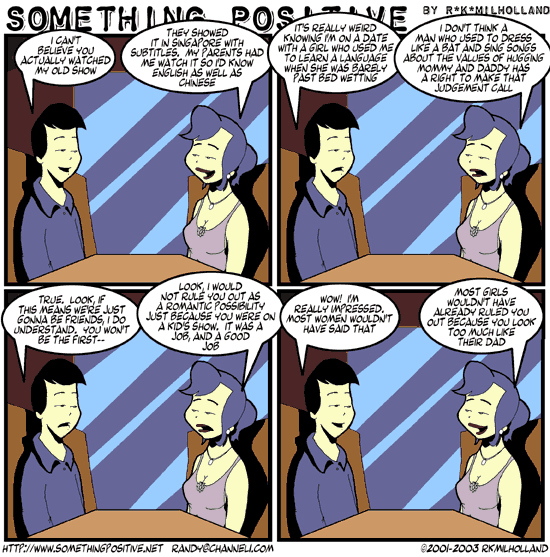 SOMETHING POSITIVE BY R*K*MILHOLLAND
I CAN'T
BELIEVE YOU
ACTUALLY WATCHED
MY OLD SHOW
THEY SHOWED
IT IN SINGAPORE WITH
SUBTITLES. MY PARENTS HAD
ME WATCH IT SO I'D KNOW
ENGLISH AS WELL AS
CHINESE
IT'S REALLY WEIRD
KNOWING I'M ON A DATE
WITH A GIRL WHO USED ME
TO LEARN A LANGUAGE
WHEN SHE WAS BARELY
PAST BED WETTING
I DON'T THINK A
MAN WHO USED TO DRESS
LIKE A BAT AND SING SONGS
ABOUT THE VALUES OF HUGGING
MOMMY AND DADDY HAS
A RIGHT TO MAKE THAT
JUDGEMENT CALL
TRUE. LOOK, IF
THIS MEANS WE'RE JUST
GONNA BE FRIENDS, I DO
UNDERSTAND. YOU WON'T
BE THE FIRST--
LOOK, I WOULD
NOT RULE YOU OUT AS
A ROMANTIC POSSIBILITY
JUST BECAUSE YOU WERE ON
A KID'S SHOW. IT WAS A
JOB, AND A GOOD
JOB
WOW! I'M
REALLY IMPRESSED.
MOST WOMEN WOULDN'T
HAVE SAID THAT
MOST GIRLS
WOULDN'T HAVE
ALREADY RULED YOU
OUT BECAUSE YOU LOOK
TOO MUCH LIKE
THEIR DAD
HTTP://WWW.SOMETHINGPOSITIVE.NET RANDY@CHANNEL1.COM ©2001-2003 RKMILHOLLAND